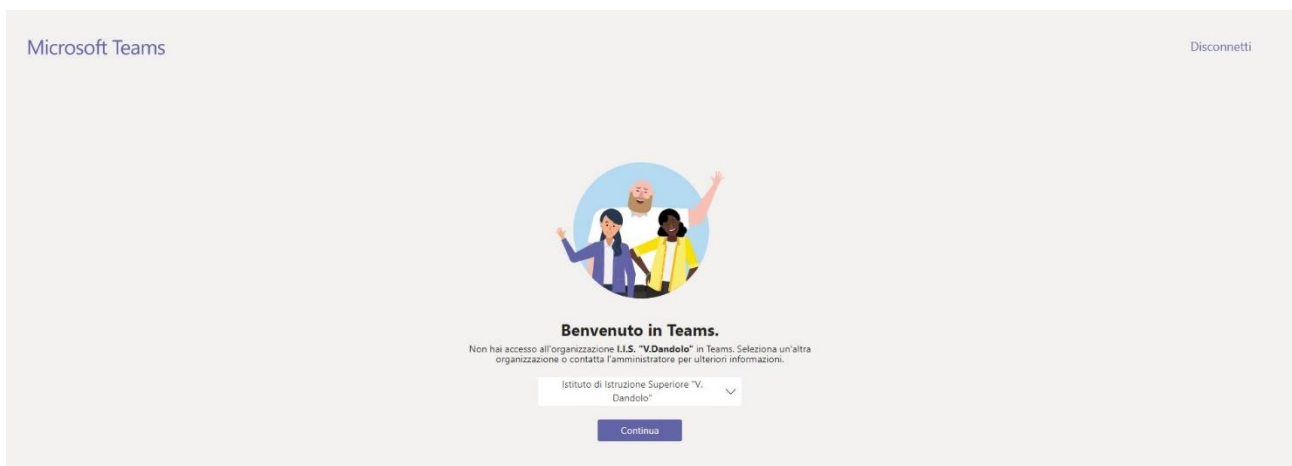 Microsoft Teams
Disconnetti
Benvenuto in Teams.
Non hai accesso all'organizzazione I.I.S. "V.Dandolo" in Teams. Seleziona un'altra
organizzazione o contatta l'amministratore per ulteriori informazioni.
Istituto di Istruzione Superiore "V.
Dandolo"
Continua